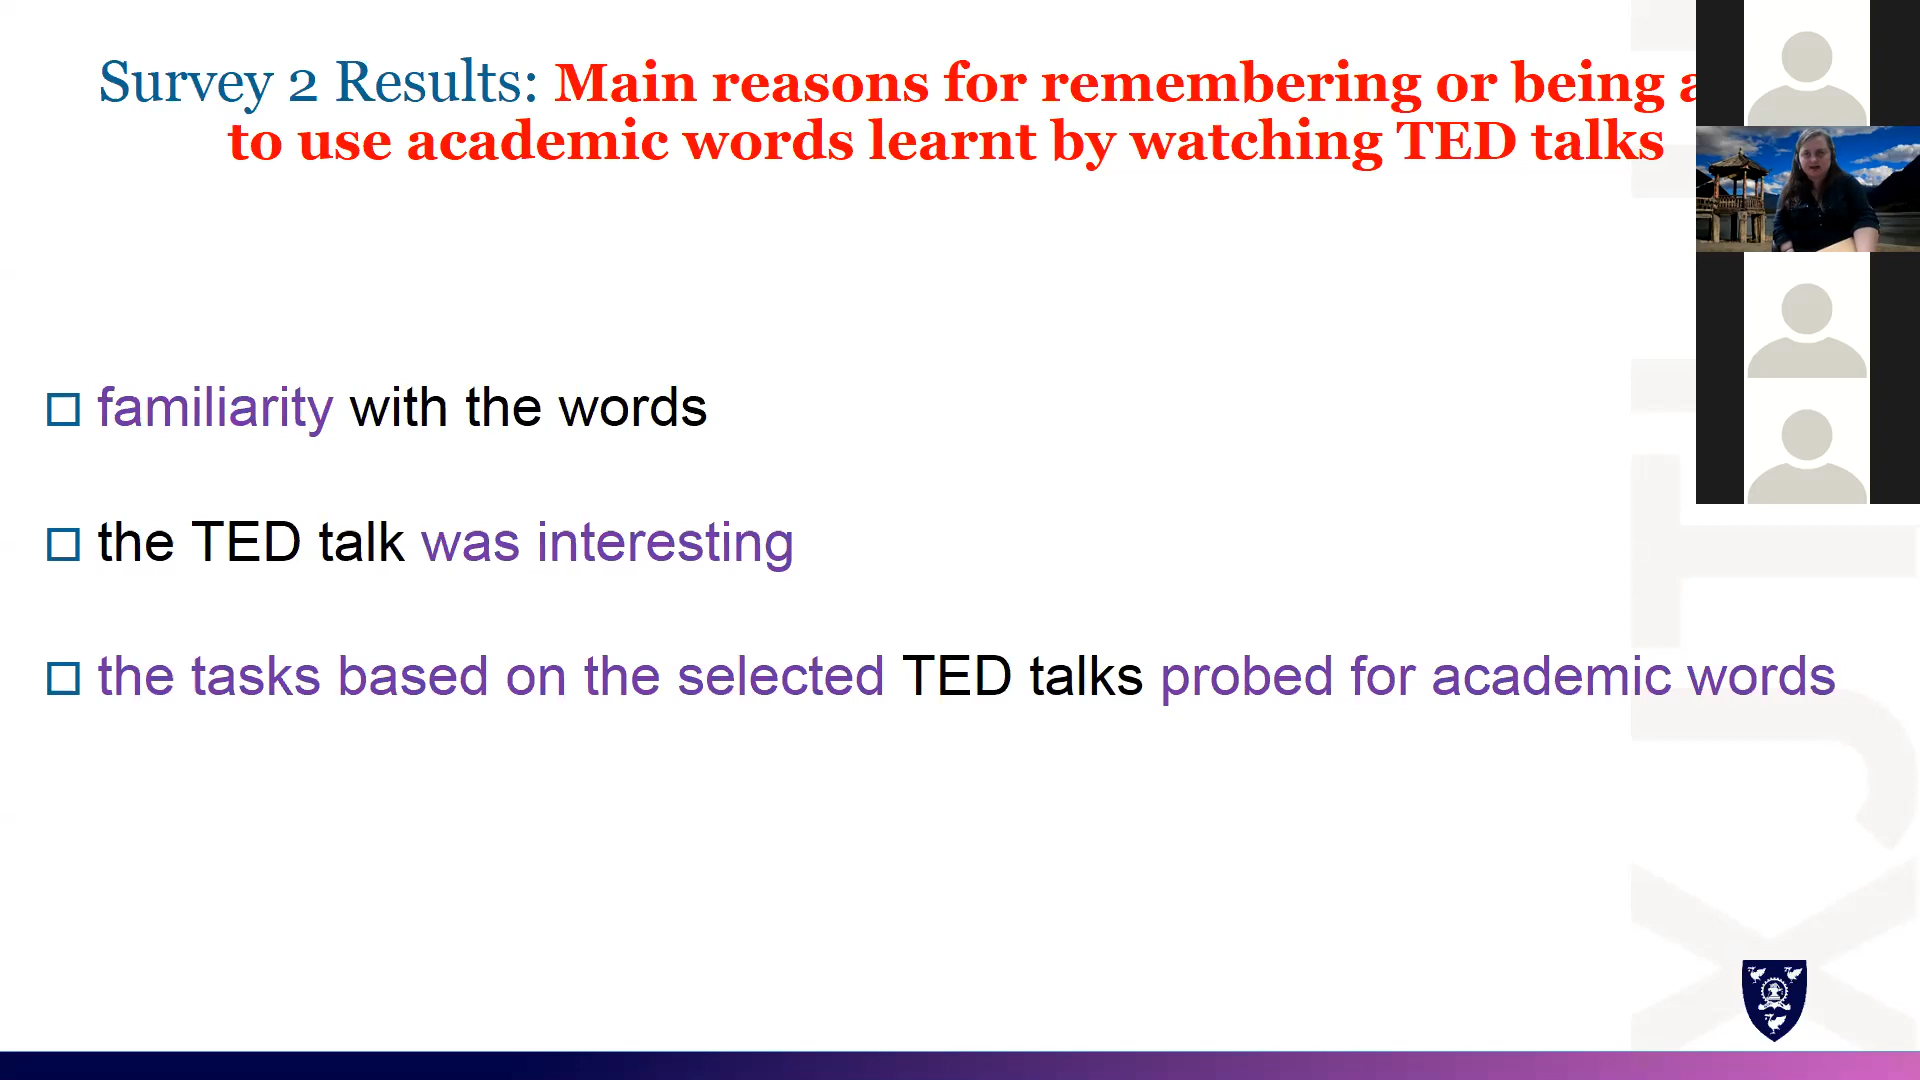 Survey 2 Results: Main reasons for remembering or being
to use academic words learnt by watching TED talks
familiarity with the words
the TED talk was interesting
the tasks based on the selected TED talks probed for academic words
XJTLU